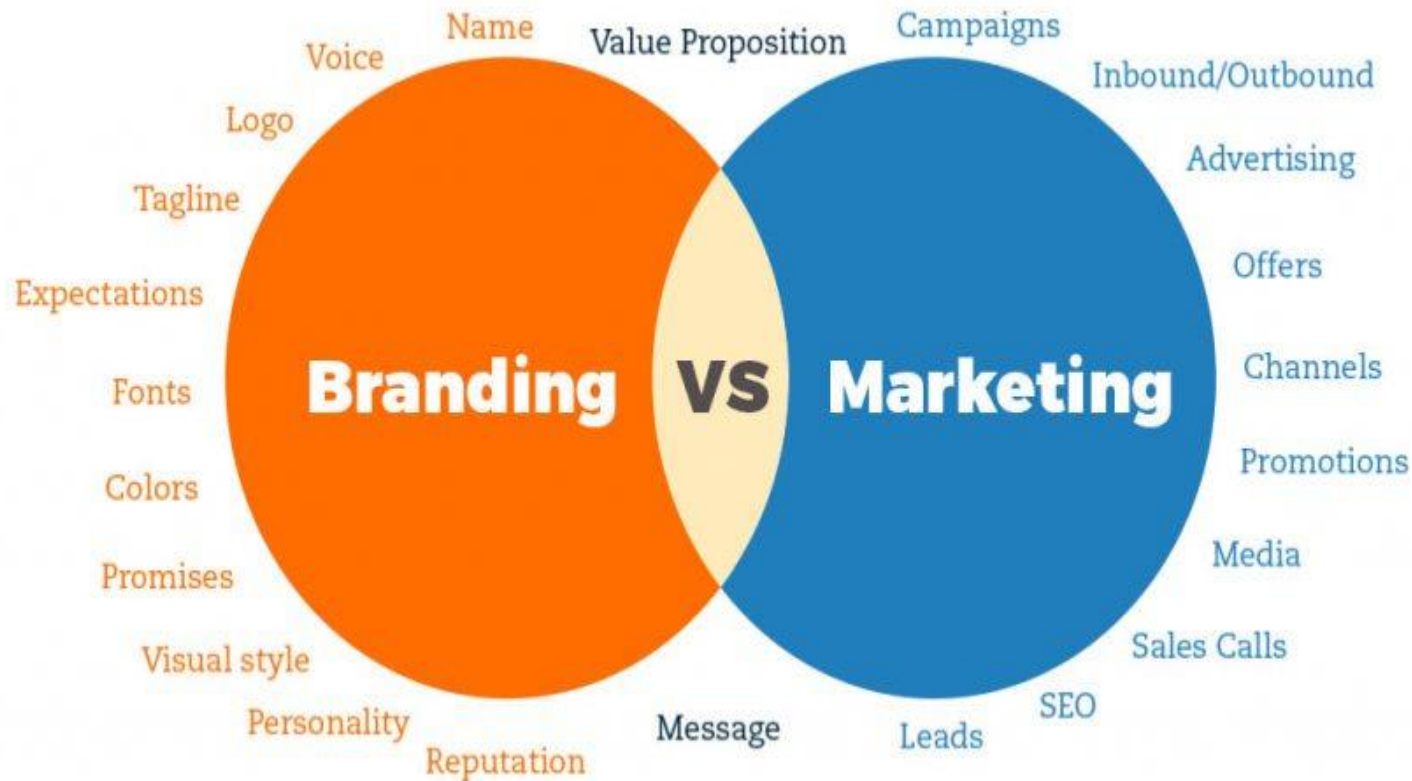 Name
Voice
Logo
Tagline
Expectations
Fonts
Colors
Promises
Visual style
Personality
Reputation
Value Proposition
Branding VS Marketing
Message
Campaigns
Inbound/Outbound
Advertising
Offers
Channels
Promotions
Media
Sales Calls
SEO
Leads